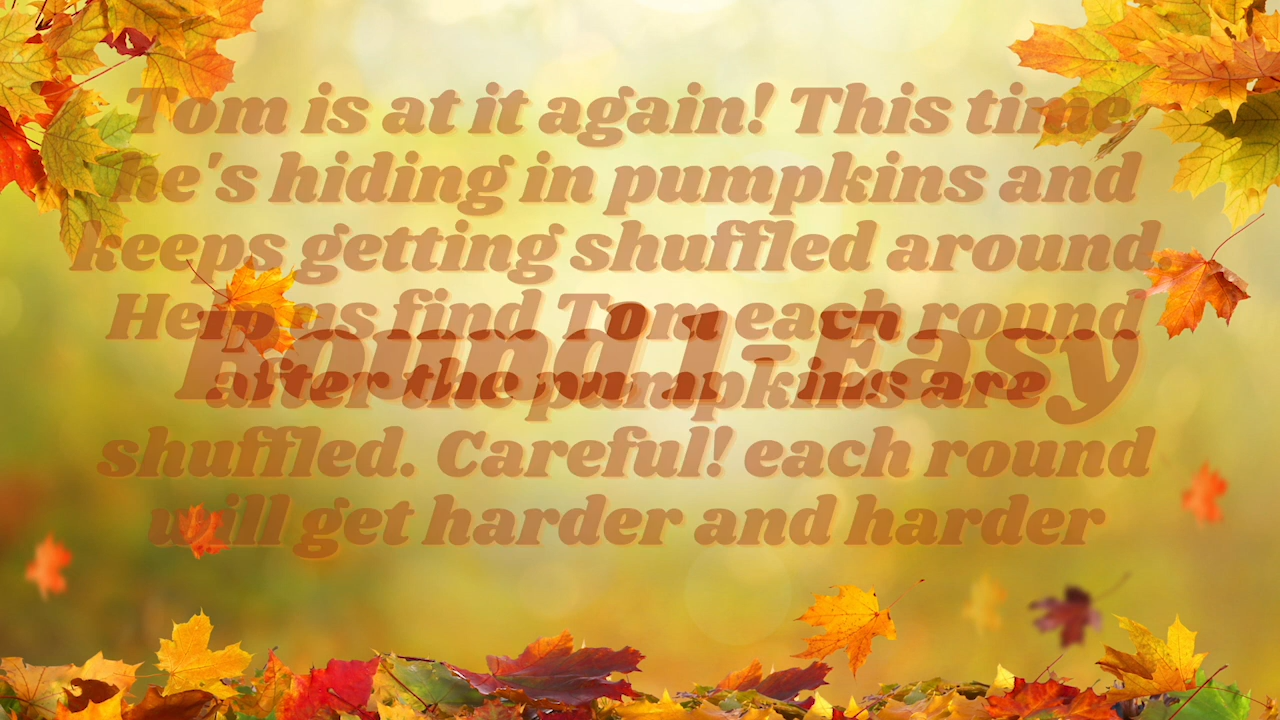 Tom is at it again! This time
he's hiding in pumpkins and
keeps getting shuffled around.
Help us find Tom each round
Round 1 - Easy
after the pumpkins are
shuffled. Careful! each round
will get harder and harder